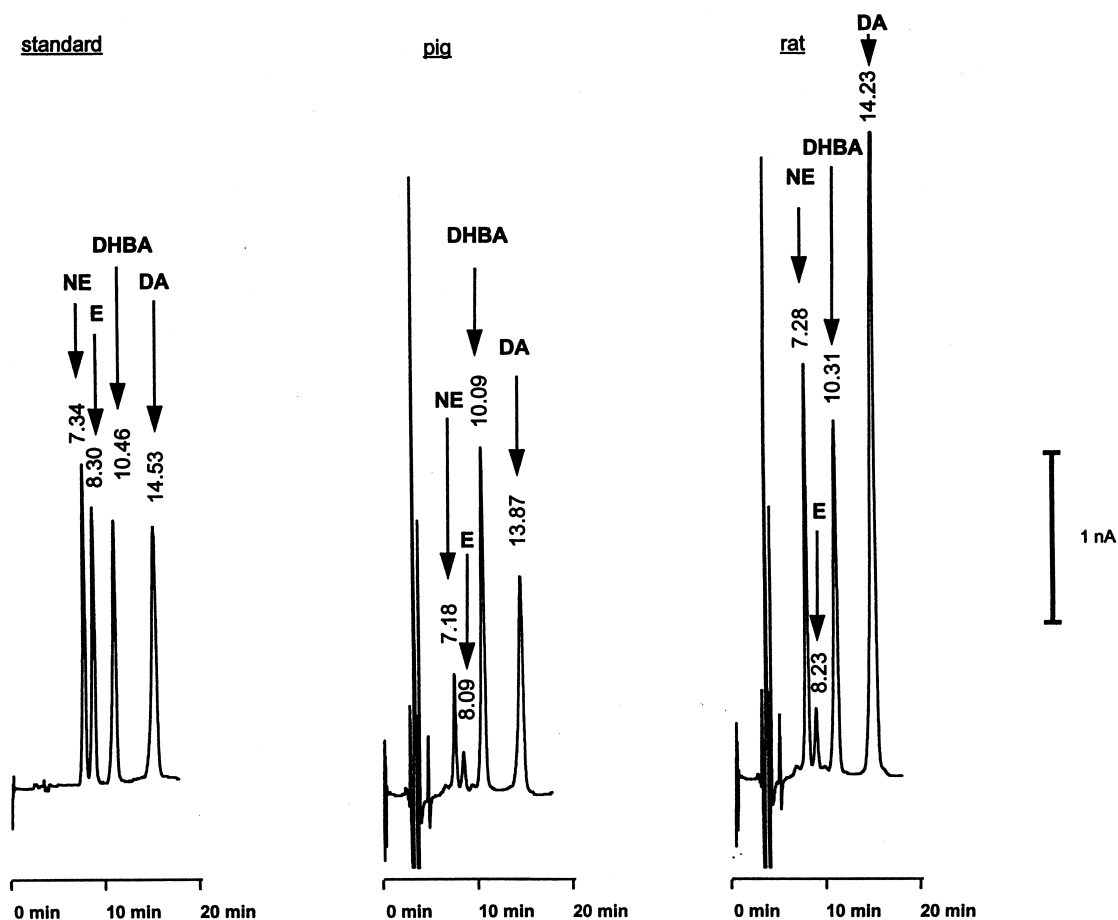 standard
NE
E
DHBA
DA
7.34
8.30
10.46
14.53
0 min 10 min 20 min
pig
NE
E
DHBA
DA
7.18
8.09
10.09
13.87
0 min 10 min 20 min
rat
NE
E
DHBA
DA
7.28
8.23
10.31
14.23
0 min 10 min 20 min
1 nA